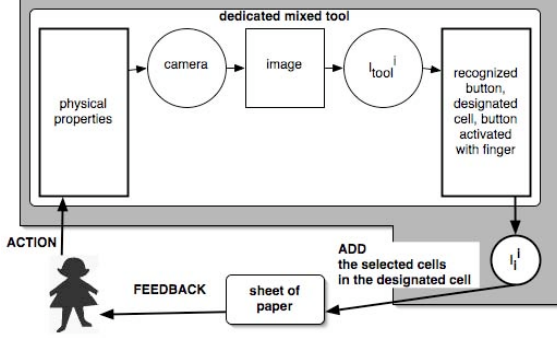 dedicated mixed tool
physical
properties
camera
image
I tool i
recognized
button,
designated
cell, button
activated
with finger
ACTION
ADD
the selected cells
in the designated cell
I i i
FEEDBACK
sheet of
paper